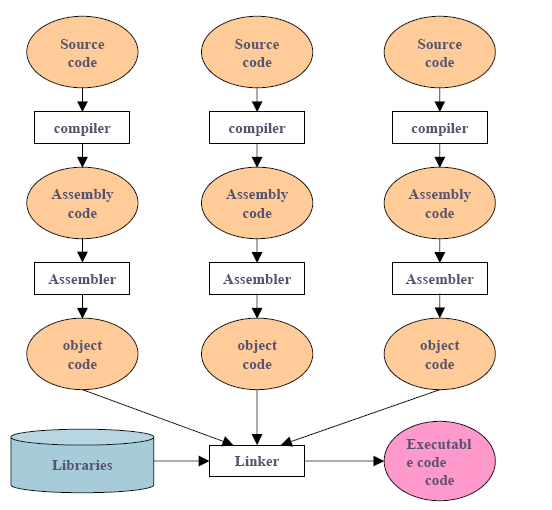 Source
code
Source
code
Source
code
compiler
compiler
compiler
Assembly
code
Assembly
code
Assembly
code
Assembler
Assembler
Assembler
object
code
object
code
object
code
Libraries
Linker
Executabl
e code
code